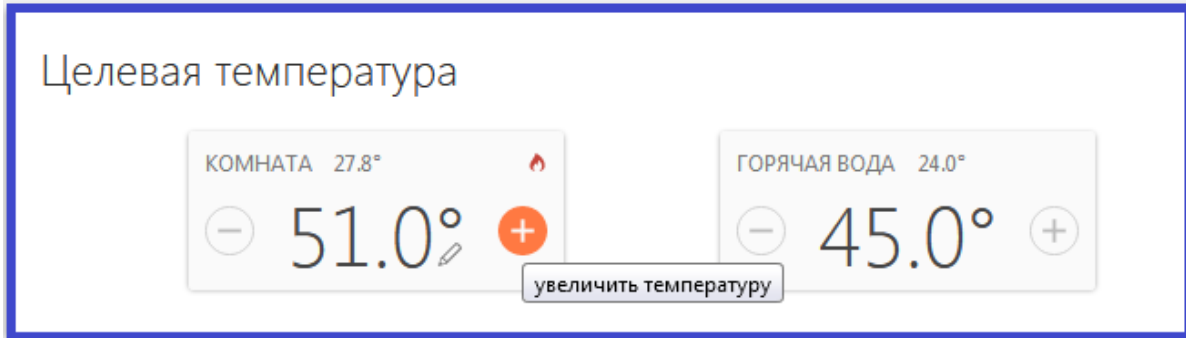 Целевая температура
КОМНАТА 27.8°
51.0°
ГОРЯЧАЯ ВОДА 24.0°
45.0°
увеличить температуру